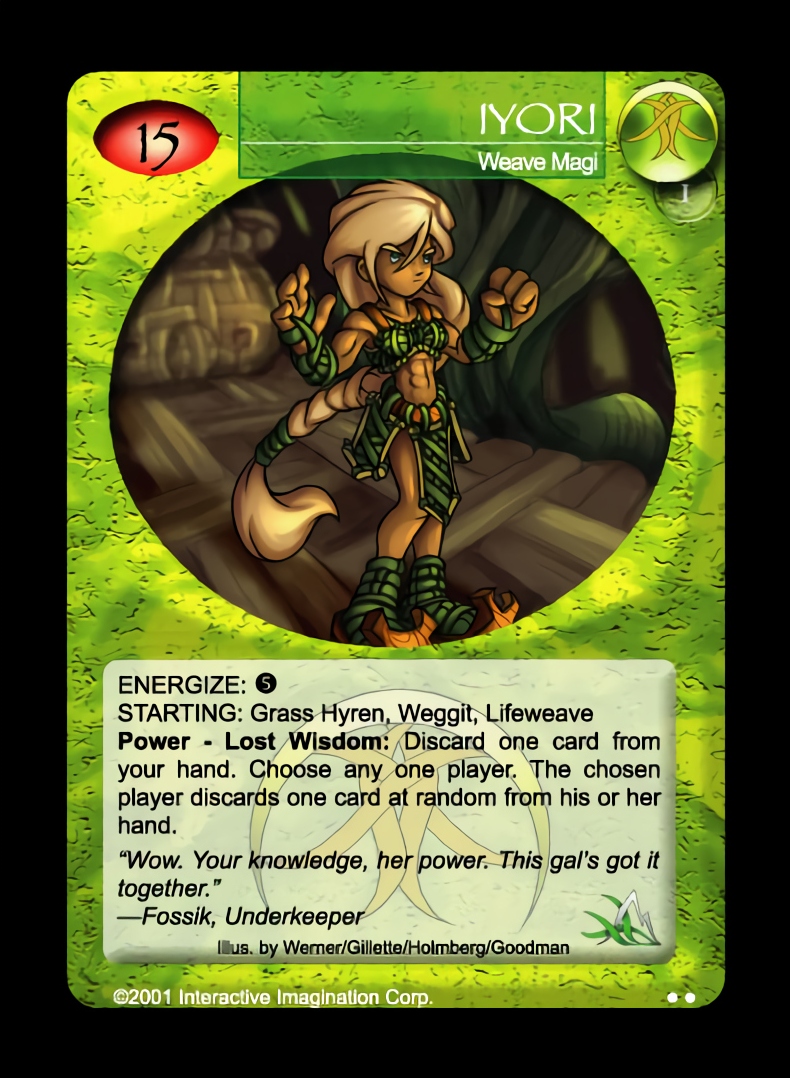 15
IYORI
Weave Magi
I
ENERGIZE: 5
STARTING: Grass Hyren, Weggit, Lifeweave
Power - Lost Wisdom: Discard one card from
your hand. Choose any one player. The chosen
player discards one card at random from his or her
hand.
“Wow. Your knowledge, her power. This gal’s got it
together.”
—Fossik, Underkeeper
Illus. by Werner/Gillette/Holmberg/Goodman
©2001 Interactive Imagination Corp.